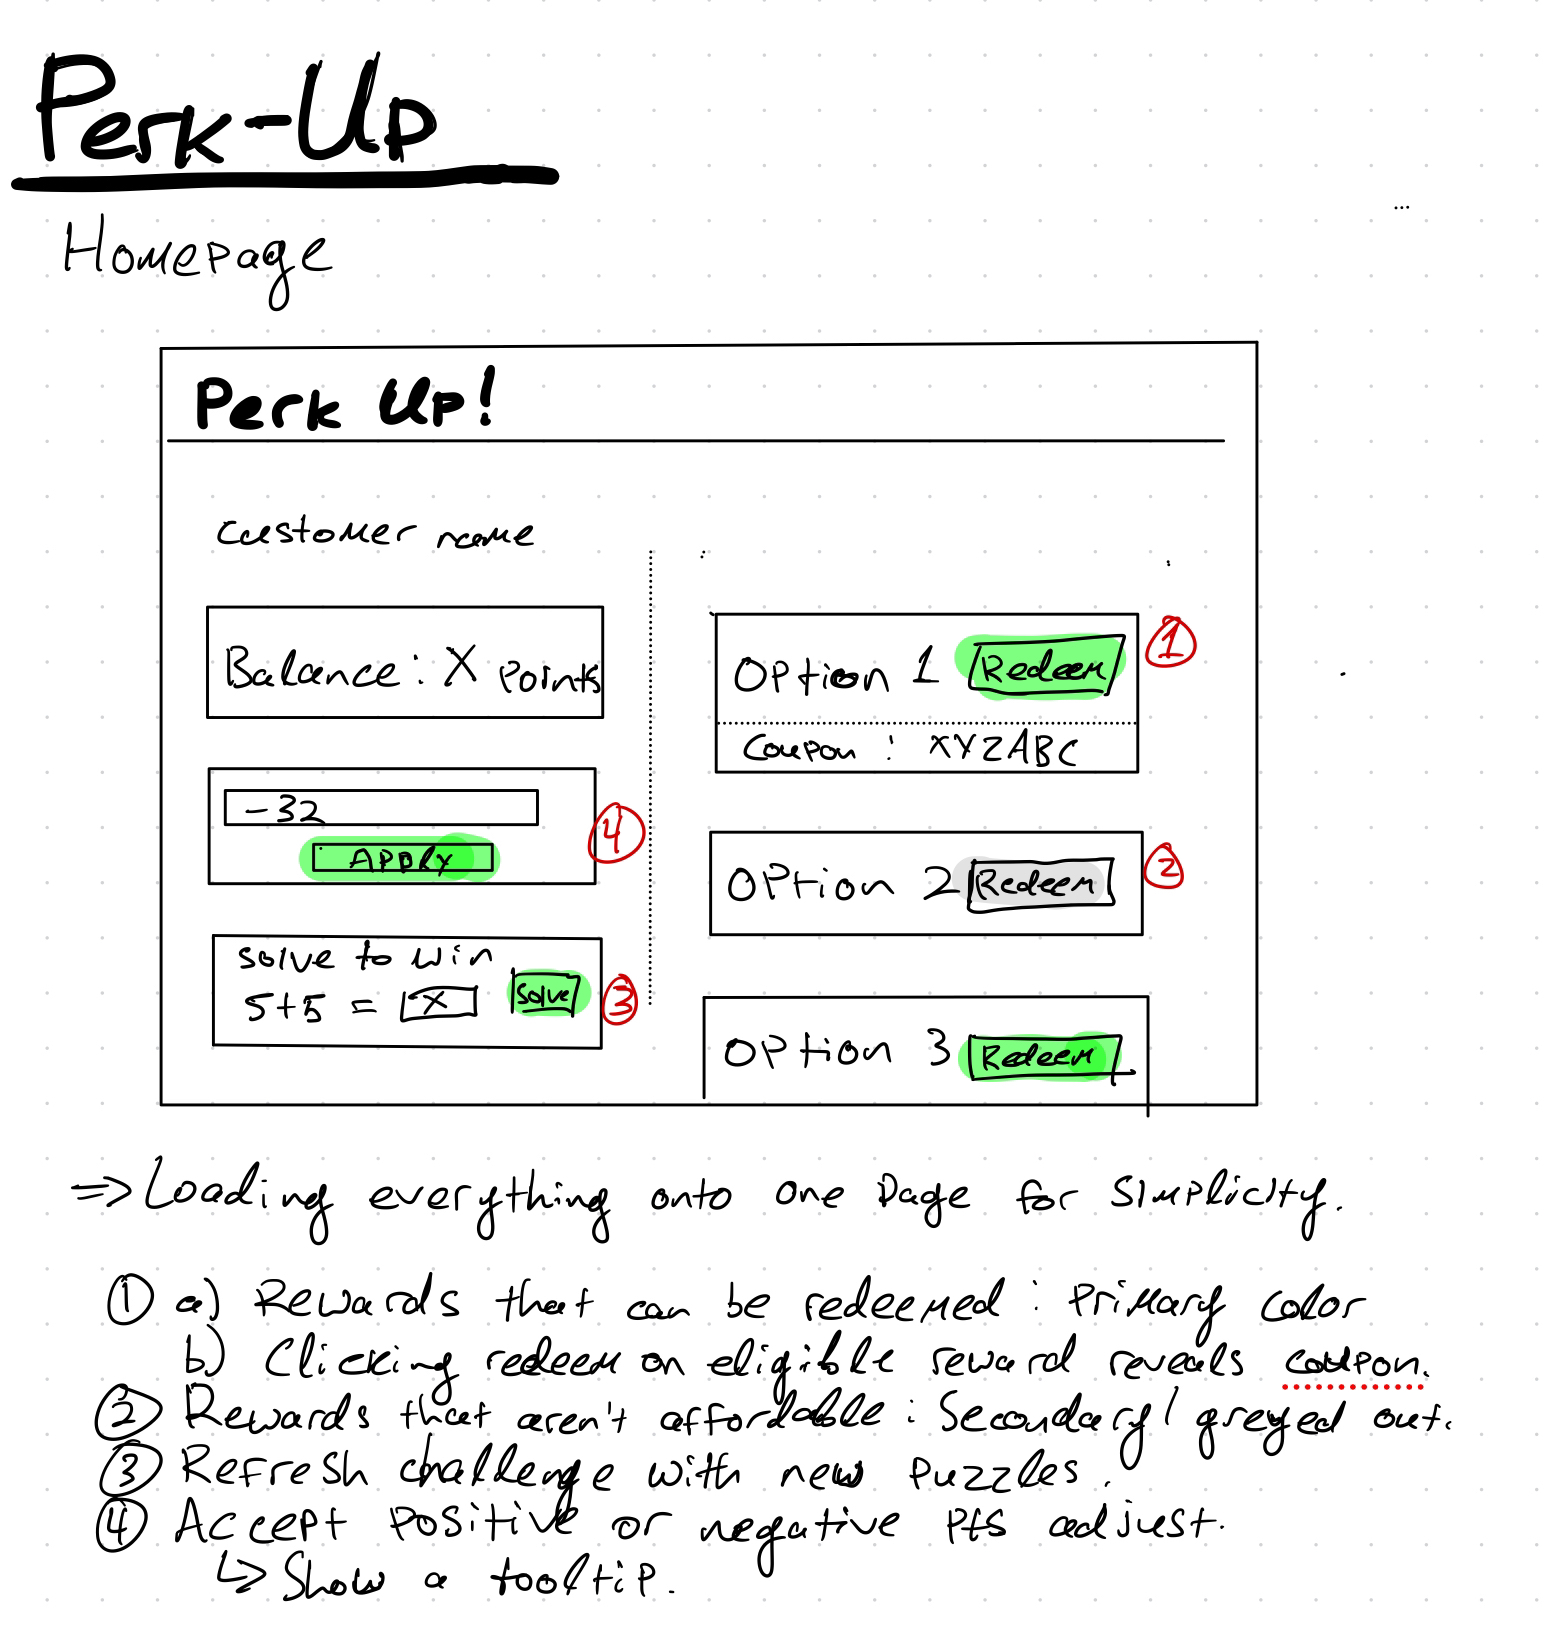 Perk-Up
Homepage
Perk Up!
Customer name
Balance: X points
-32
APPLY
4
solve to win
5+5 = X Solve
3
Option 1 Redeem
1
Coupon: XYZABC
Option 2 Redeem
2
Option 3 Redeem
=> Loading everything onto one page for simplicity.
1 a) Rewards that can be redeemed: primary color
b) Clicking redeem on eligible reward reveals coupon.
2 Rewards that aren't affordable: Secondary/greyed out.
3 Refresh challenge with new puzzles.
4 Accept positive or negative pts adjust.
↳ Show a tooltip.